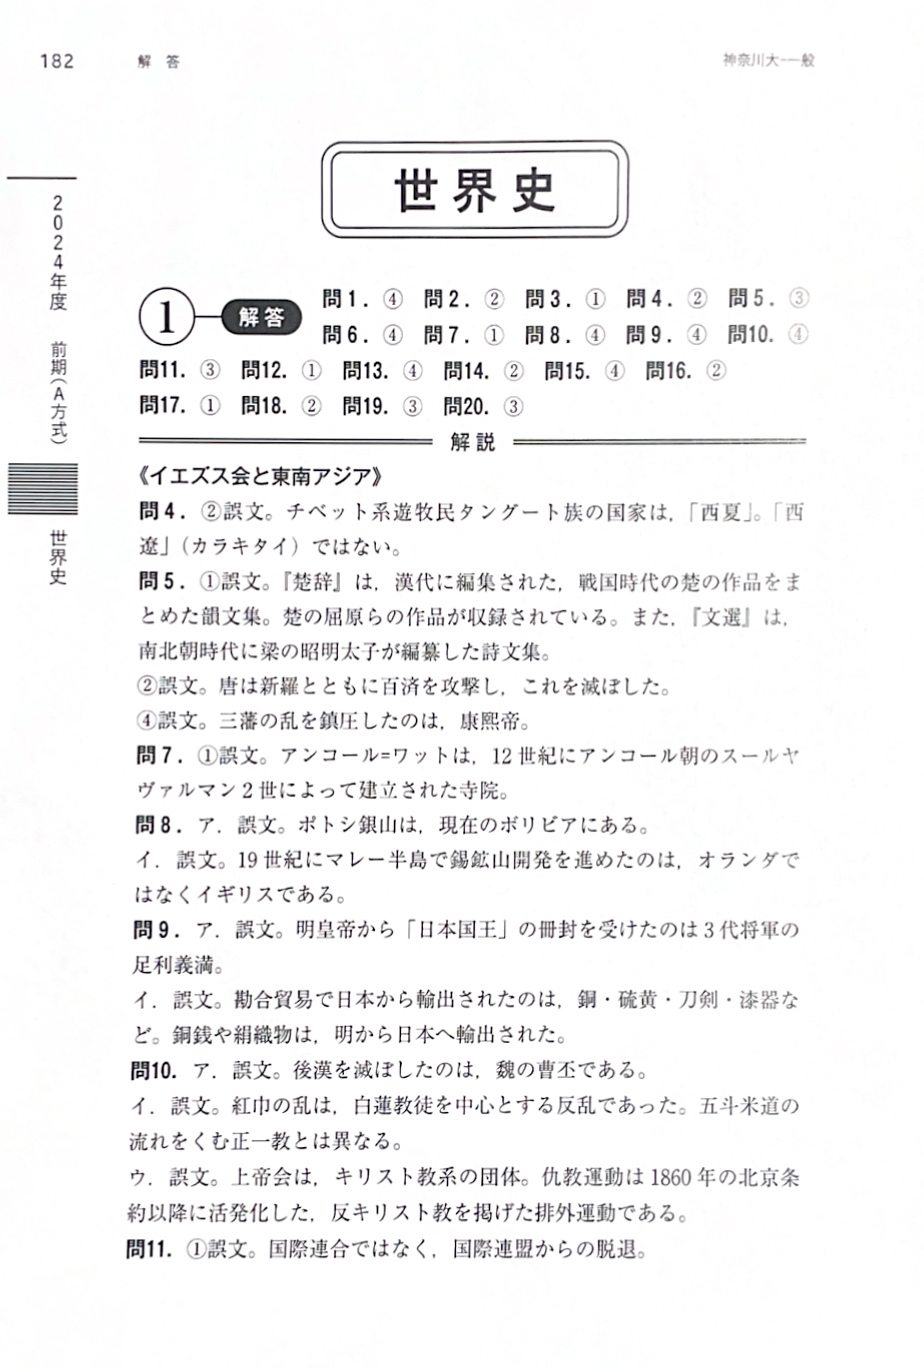 182 解 答 神奈川大-一般
2024年度 前期(A方式) 世界史
世界史
1 解答 問1. ④ 問2. ② 問3. ① 問4. ② 問5. ③
問6. ④ 問7. ① 問8. ④ 問9. ④ 問10. ④
問11. ③ 問12. ① 問13. ④ 問14. ② 問15. ④ 問16. ②
問17. ① 問18. ② 問19. ③ 問20. ③
解説
《イエズス会と東南アジア》
問4. ②誤文。チベット系遊牧民タングート族の国家は,「西夏」。「西
遼」(カラキタイ)ではない。
問5. ①誤文。『楚辞』は,漢代に編集された,戦国時代の楚の作品をま
とめた韻文集。楚の屈原らの作品が収録されている。また,『文選』は,
南北朝時代に梁の昭明太子が編纂した詩文集。
②誤文。唐は新羅とともに百済を攻撃し,これを滅ぼした。
④誤文。三藩の乱を鎮圧したのは,康熙帝。
問7. ①誤文。アンコール=ワットは,12世紀にアンコール朝のスールヤ
ヴァルマン2世によって建立された寺院。
問8. ア.誤文。ポトシ銀山は,現在のボリビアにある。
イ.誤文。19世紀にマレー半島で錫鉱山開発を進めたのは,オランダで
はなくイギリスである。
問9. ア.誤文。明皇帝から「日本国王」の冊封を受けたのは3代将軍の
足利義満。
イ.誤文。勘合貿易で日本から輸出されたのは,銅・硫黄・刀剣・漆器な
ど。銅銭や絹織物は,明から日本へ輸出された。
問10. ア.誤文。後漢を滅ぼしたのは,魏の曹丕である。
イ.誤文。紅巾の乱は,白蓮教徒を中心とする反乱であった。五斗米道の
流れをくむ正一教とは異なる。
ウ.誤文。上帝会は,キリスト教系の団体。仇教運動は1860年の北京条
約以降に活発化した,反キリスト教を掲げた排外運動である。
問11. ①誤文。国際連合ではなく,国際連盟からの脱退。